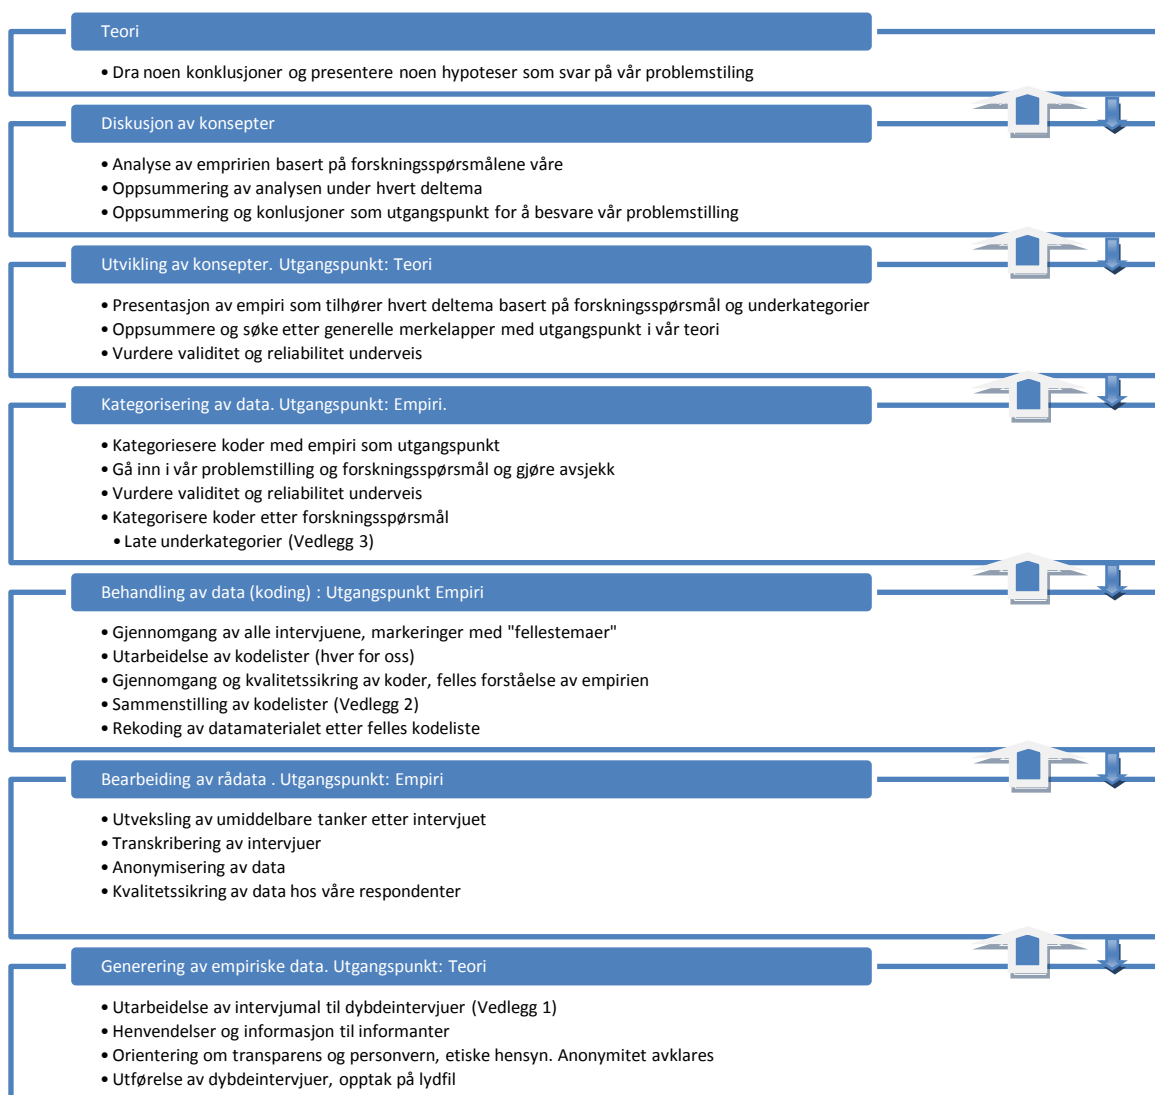 Teori
• Dra noen konklusjoner og presentere noen hypoteser som svar på vår problemstiling
Diskusjon av konsepter
• Analyse av empririen basert på forskningsspørsmålene våre
• Oppsummering av analysen under hvert deltema
• Oppsummering og konlusjoner som utgangspunkt for å besvare vår problemstilling
Utvikling av konsepter. Utgangspunkt: Teori
• Presentasjon av empiri som tilhører hvert deltema basert på forskningsspørsmål og underkategorier
• Oppsummere og søke etter generelle merkelapper med utgangspunkt i vår teori
• Vurdere validitet og reliabilitet underveis
Kategorisering av data. Utgangspunkt: Empiri.
• Kategoriesere koder med empiri som utgangspunkt
• Gå inn i vår problemstilling og forskningsspørsmål og gjøre avsjekk
• Vurdere validitet og reliabilitet underveis
• Kategorisere koder etter forskningsspørsmål
• Late underkategorier (Vedlegg 3)
Behandling av data (koding) : Utgangspunkt Empiri
• Gjennomgang av alle intervjuene, markeringer med "fellestemaer"
• Utarbeidelse av kodelister (hver for oss)
• Gjennomgang og kvalitetssikring av koder, felles forståelse av empirien
• Sammenstilling av kodelister (Vedlegg 2)
• Rekoding av datamaterialet etter felles kodeliste
Bearbeiding av rådata . Utgangspunkt: Empiri
• Utveksling av umiddelbare tanker etter intervjuet
• Transkribering av intervjuer
• Anonymisering av data
• Kvalitetssikring av data hos våre respondenter
Generering av empiriske data. Utgangspunkt: Teori
• Utarbeidelse av intervjumal til dybdeintervjuer (Vedlegg 1)
• Henvendelser og informasjon til informanter
• Orientering om transparens og personvern, etiske hensyn. Anonymitet avklares
• Utførelse av dybdeintervjuer, opptak på lydfil